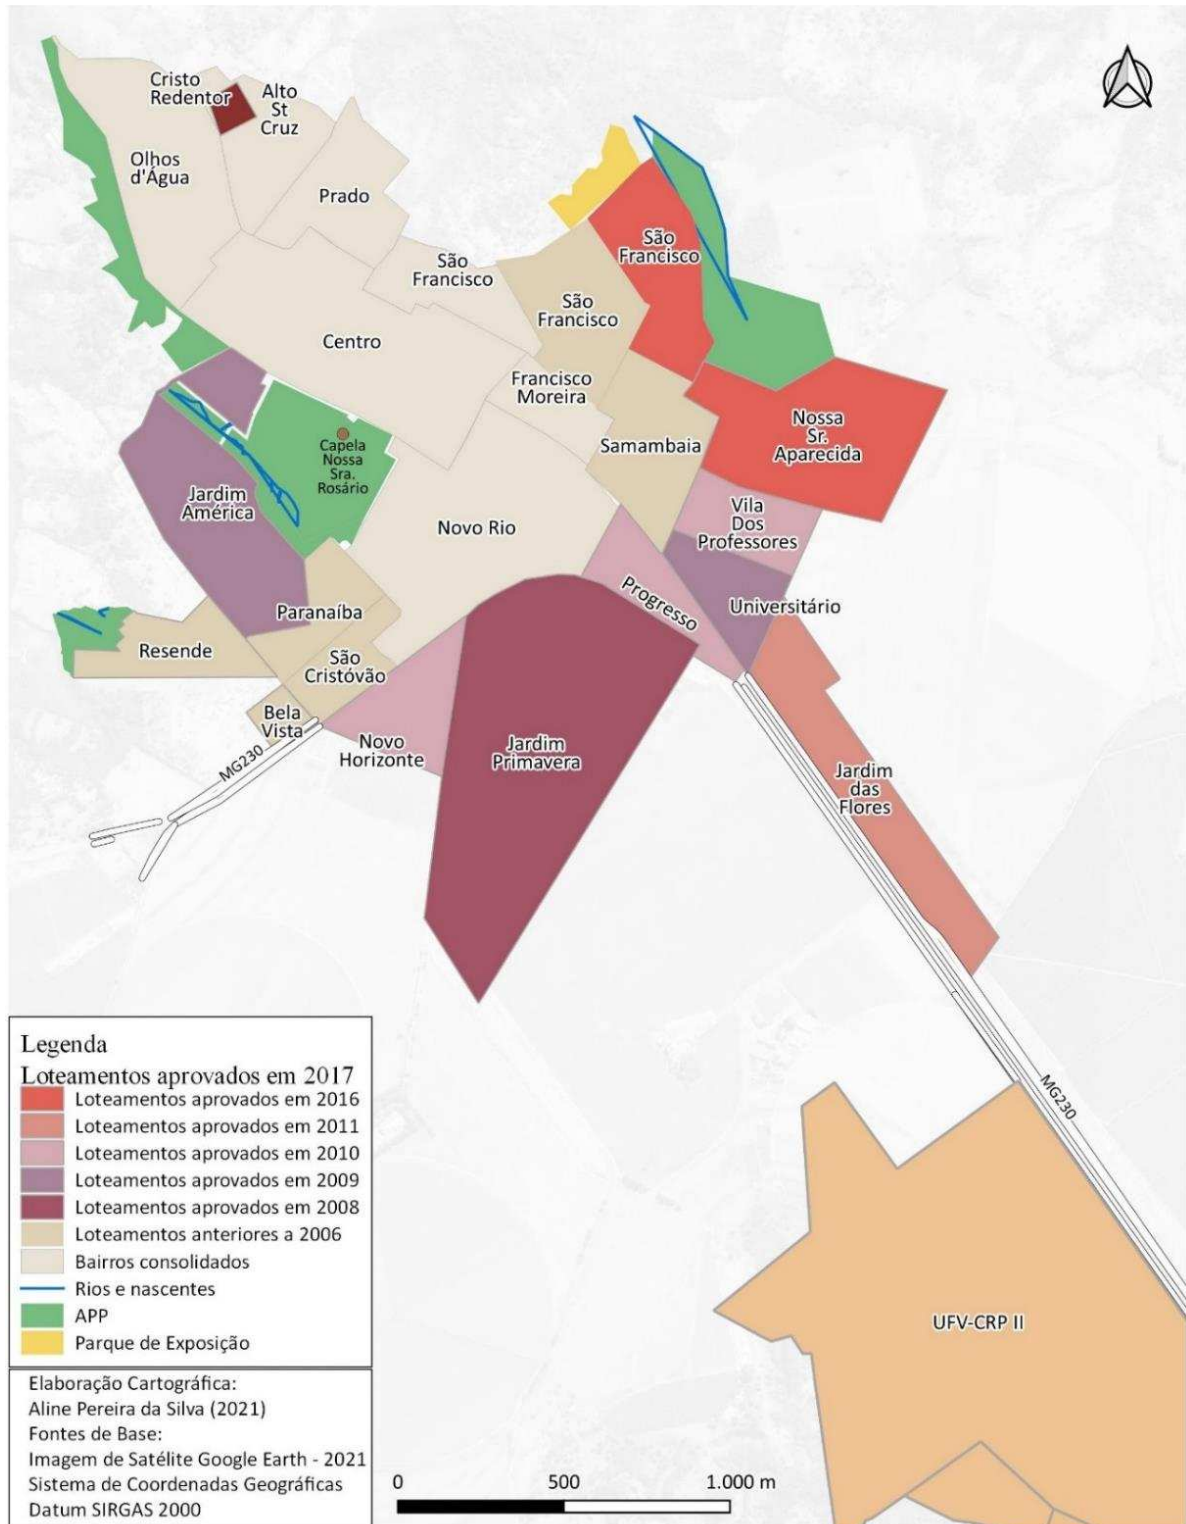 Cristo
Redentor
Alto
St
Cruz
Olhos
d'Água
Prado
São
Francisco
São
Francisco
São
Francisco
Centro
Francisco
Moreira
Nossa
Sr.
Aparecida
Samambaia
Capela
Nossa
Sra.
Rosário
Jardim
América
Novo Rio
Vila
Dos
Professores
Progresso
Universitário
Paranaíba
Resende
São
Cristóvão
Bela
Vista
Novo
Horizonte
Jardim
Primavera
MG230
Jardim
das
Flores
MG230
UFV-CRP II
Legenda
Loteamentos aprovados em 2017
Loteamentos aprovados em 2016
Loteamentos aprovados em 2011
Loteamentos aprovados em 2010
Loteamentos aprovados em 2009
Loteamentos aprovados em 2008
Loteamentos anteriores a 2006
Bairros consolidados
Rios e nascentes
APP
Parque de Exposição
Elaboração Cartográfica:
Aline Pereira da Silva (2021)
Fontes de Base:
Imagem de Satélite Google Earth - 2021
Sistema de Coordenadas Geográficas
Datum SIRGAS 2000
0 500 1.000 m